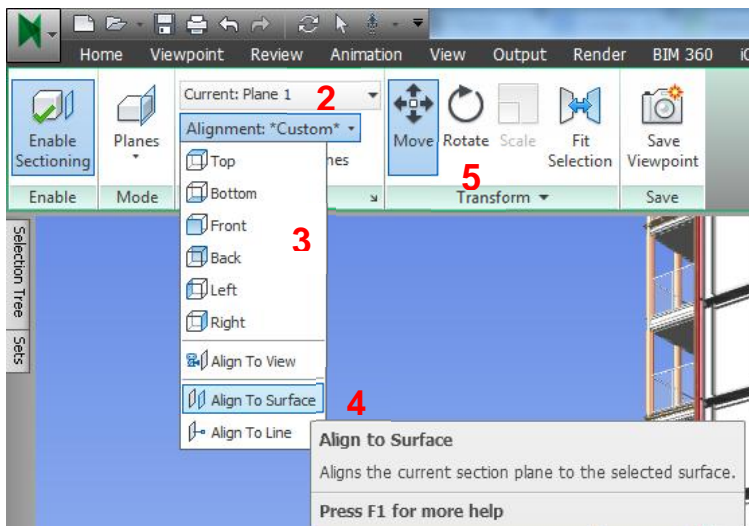 Home Viewpoint Review Animation View Output Render BIM 360
Enable Sectioning
Planes
Current: Plane 1
2
Alignment: *Custom*
Move
Rotate
Scale
Fit Selection
Save Viewpoint
5
Enable
Mode
Transform
Save
Top
Bottom
Front
3
Back
Left
Right
Align To View
Align To Surface
4
Align To Line
Selection Tree
Sets
Align to Surface
Aligns the current section plane to the selected surface.
Press F1 for more help